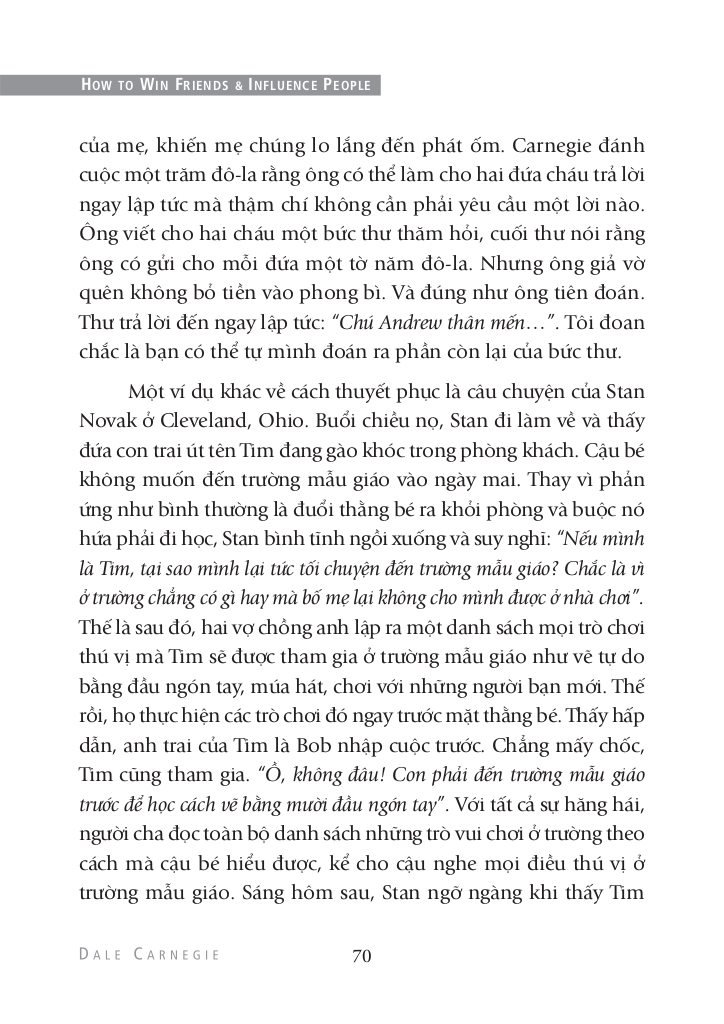 HOW TO WIN FRIENDS & INFLUENCE PEOPLE
của mẹ, khiến mẹ chúng lo lắng đến phát ốm. Carnegie đánh
cuộc một trăm đô-la rằng ông có thể làm cho hai đứa cháu trả lời
ngay lập tức mà thậm chí không cần phải yêu cầu một lời nào.
Ông viết cho hai cháu một bức thư thăm hỏi, cuối thư nói rằng
ông có gửi cho mỗi đứa một tờ năm đô-la. Nhưng ông giả vờ
quên không bỏ tiền vào phong bì. Và đúng như ông tiên đoán.
Thư trả lời đến ngay lập tức: “Chú Andrew thân mến…”. Tôi đoan
chắc là bạn có thể tự mình đoán ra phần còn lại của bức thư.
Một ví dụ khác về cách thuyết phục là câu chuyện của Stan
Novak ở Cleveland, Ohio. Buổi chiều nọ, Stan đi làm về và thấy
đứa con trai út tên Tim đang gào khóc trong phòng khách. Cậu bé
không muốn đến trường mẫu giáo vào ngày mai. Thay vì phản
ứng như bình thường là đuổi thằng bé ra khỏi phòng và buộc nó
hứa phải đi học, Stan bình tĩnh ngồi xuống và suy nghĩ: “Nếu mình
là Tim, tại sao mình lại tức tối chuyện đến trường mẫu giáo? Chắc là vì
ở trường chẳng có gì hay mà bố mẹ lại không cho mình được ở nhà chơi”.
Thế là sau đó, hai vợ chồng anh lập ra một danh sách mọi trò chơi
thú vị mà Tim sẽ được tham gia ở trường mẫu giáo như vẽ tự do
bằng đầu ngón tay, múa hát, chơi với những người bạn mới. Thế
rồi, họ thực hiện các trò chơi đó ngay trước mặt thằng bé. Thấy hấp
dẫn, anh trai của Tim là Bob nhập cuộc trước. Chẳng mấy chốc,
Tim cũng tham gia. “Ồ, không đâu! Con phải đến trường mẫu giáo
trước để học cách vẽ bằng mười đầu ngón tay”. Với tất cả sự hăng hái,
người cha đọc toàn bộ danh sách những trò vui chơi ở trường theo
cách mà cậu bé hiểu được, kể cho cậu nghe mọi điều thú vị ở
trường mẫu giáo. Sáng hôm sau, Stan ngỡ ngàng khi thấy Tim
DALE CARNEGIE 70